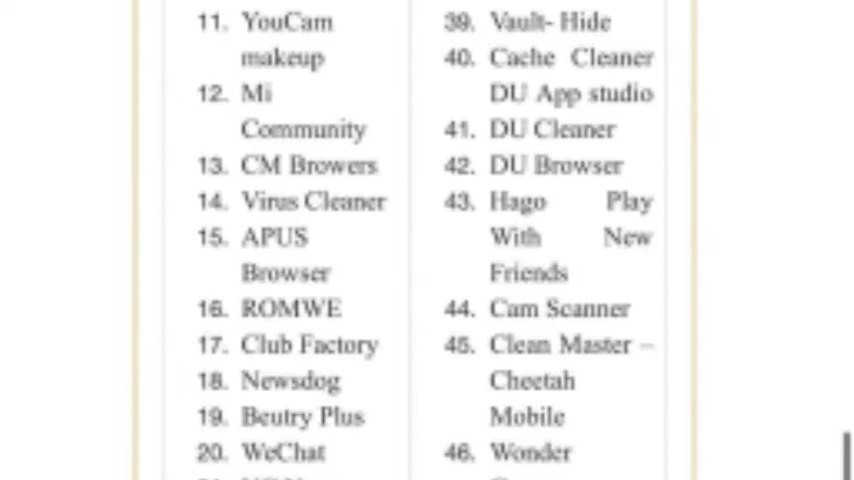 11. YouCam
makeup
12. Mi
Community
13. CM Browers
14. Virus Cleaner
15. APUS
Browser
16. ROMWE
17. Club Factory
18. Newsdog
19. Beutry Plus
20. WeChat
39. Vault- Hide
40. Cache Cleaner
DU App studio
41. DU Cleaner
42. DU Browser
43. Hago Play
With New
Friends
44. Cam Scanner
45. Clean Master –
Cheetah
Mobile
46. Wonder